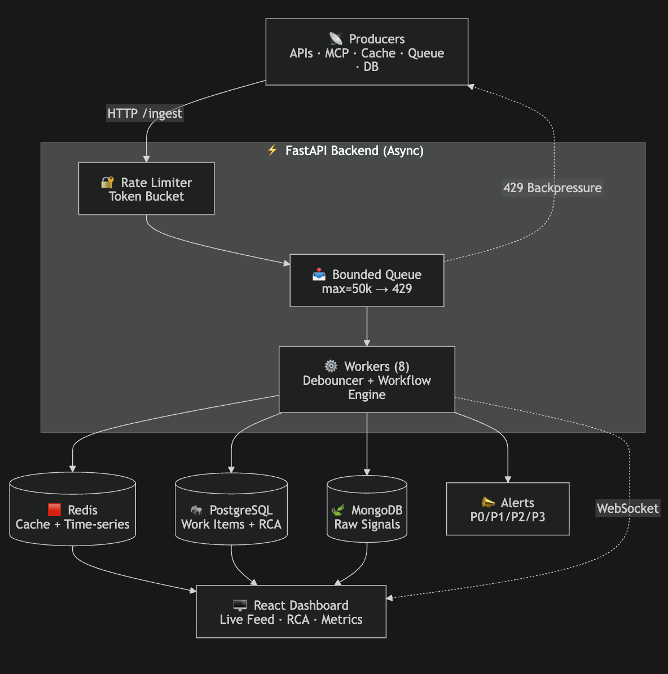 📡 Producers
APIs · MCP · Cache · Queue
· DB
HTTP /ingest
⚡ FastAPI Backend (Async)
🔐 Rate Limiter
Token Bucket
429 Backpressure
📥 Bounded Queue
max=50k → 429
⚙️ Workers (8)
Debouncer + Workflow
Engine
🟥 Redis
Cache + Time-series
🐘 PostgreSQL
Work Items + RCA
🌿 MongoDB
Raw Signals
📣 Alerts
P0/P1/P2/P3
WebSocket
🖥️ React Dashboard
Live Feed · RCA · Metrics